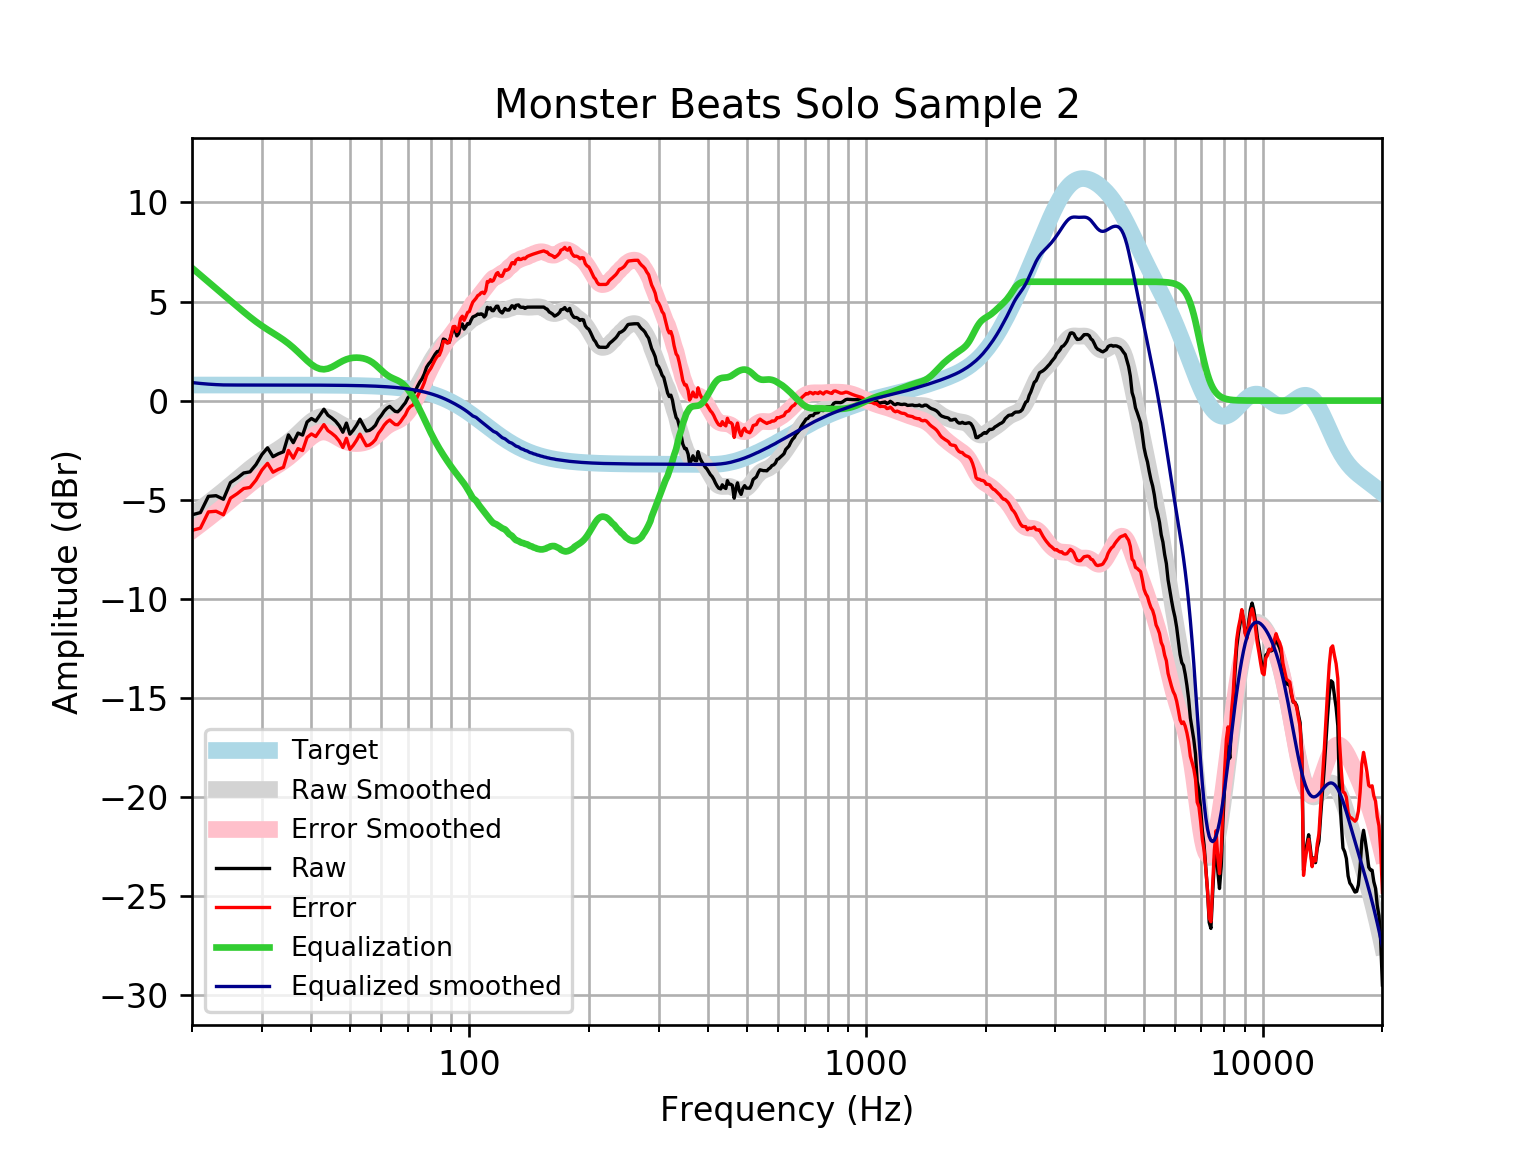 Monster Beats Solo Sample 2
10
5
0
−5
−10
−15
−20
−25
−30
Amplitude (dBr)
Target
Raw Smoothed
Error Smoothed
Raw
Error
Equalization
Equalized smoothed
100
1000
10000
Frequency (Hz)